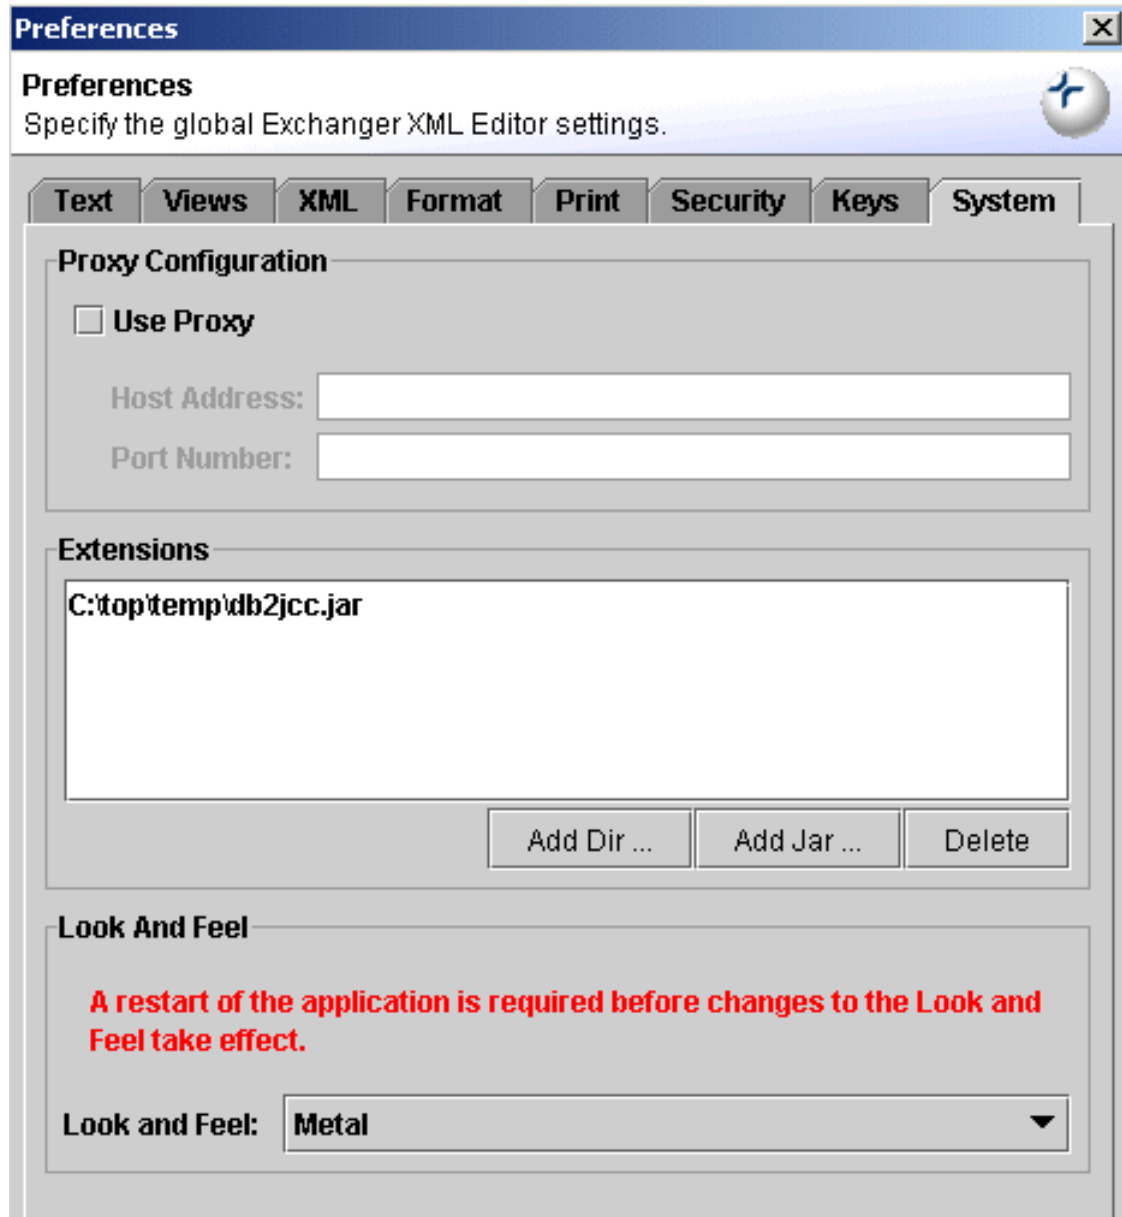 Preferences
Preferences
Specify the global Exchanger XML Editor settings.
Text Views XML Format Print Security Keys System
Proxy Configuration
Use Proxy
Host Address:
Port Number:
Extensions
C:\top\temp\db2jcc.jar
Add Dir ... Add Jar ... Delete
Look And Feel
A restart of the application is required before changes to the Look and
Feel take effect.
Look and Feel: Metal